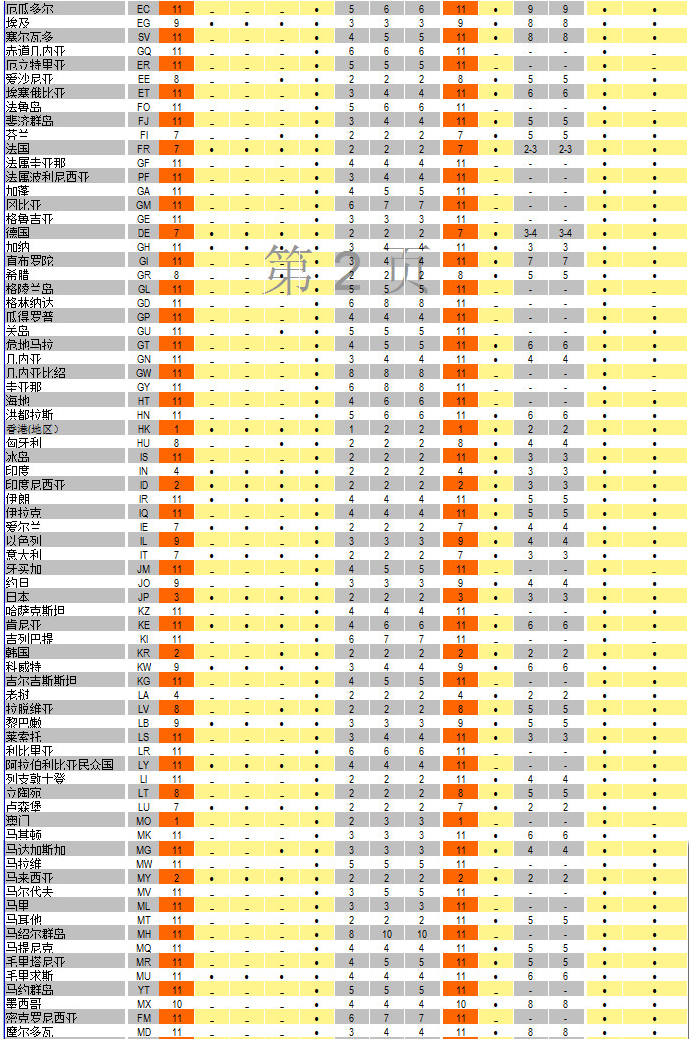 厄瓜多尔 EC 11 _ _ _ • 5 6 6 11 • 9 9 • •
埃及 EG 9 • • • • 3 3 3 9 • 8 8 • •
塞尔瓦多 SV 11 _ _ _ • 4 5 5 11 • 8 8 • •
赤道几内亚 GQ 11 _ _ _ • 6 6 6 11 _ - - • _
厄立特里亚 ER 11 _ _ _ • 5 5 5 11 _ - - • _
爱沙尼亚 EE 8 _ _ • • 2 2 2 8 • 5 5 • •
埃塞俄比亚 ET 11 _ _ _ • 3 4 4 11 • 6 6 • •
法鲁岛 FO 11 _ _ _ • 5 6 6 11 _ - - • _
斐济群岛 FJ 11 _ _ _ • 3 4 4 11 • 5 5 • •
芬兰 FI 7 _ _ • • 2 2 2 7 • 5 5 • •
法国 FR 7 • • • • 2 2 2 7 • 2-3 2-3 • •
法属圭亚那 GF 11 _ _ _ • 4 4 4 11 _ - - • •
法属波利尼西亚 PF 11 _ _ _ • 3 4 4 11 _ - - • •
加蓬 GA 11 _ _ _ • 4 5 5 11 _ - - • •
冈比亚 GM 11 _ _ _ • 6 7 7 11 _ - - • •
格鲁吉亚 GE 11 _ _ _ • 3 3 3 11 _ - - • •
德国 DE 7 • • • • 2 2 2 7 • 3-4 3-4 • •
加纳 GH 11 • • • • 3 4 4 11 • 3 3 • •
直布罗陀 GI 11 _ _ _ • 3 4 4 11 • 7 7 • •
希腊 GR 8 _ _ • • 2 2 2 8 • 5 5 • •
格陵兰岛 GL 11 _ _ _ • 5 5 5 11 _ - - • _
格林纳达 GD 11 _ _ _ • 6 8 8 11 _ - - • •
瓜得罗普 GP 11 _ _ _ • 4 4 4 11 _ - - • •
关岛 GU 11 _ _ • • 5 5 5 11 _ - - • •
危地马拉 GT 11 _ _ _ • 4 5 5 11 • 6 6 • •
几内亚 GN 11 _ _ _ • 3 4 4 11 • 4 4 • •
几内亚比绍 GW 11 _ _ _ • 8 8 8 11 _ - - • _
圭亚那 GY 11 _ _ _ • 6 8 8 11 _ - - • •
海地 HT 11 _ _ _ • 4 6 6 11 _ - - • •
洪都拉斯 HN 11 _ _ _ • 5 6 6 11 • 6 6 • •
香港(地区) HK 1 • • • • 1 2 2 1 • 2 2 • •
匈牙利 HU 8 _ _ • • 2 2 2 8 • 4 4 • •
冰岛 IS 11 _ _ _ • 2 2 2 11 • 3 3 • •
印度 IN 4 • • • • 2 2 2 4 • 3 3 • •
印度尼西亚 ID 2 • • • • 2 2 2 2 • 3 3 • •
伊朗 IR 11 • • • • 4 4 4 11 • 5 5 • •
伊拉克 IQ 11 _ _ _ • 4 4 4 11 • 5 5 • •
爱尔兰 IE 7 • • • • 2 2 2 7 • 4 4 • •
以色列 IL 9 _ _ _ • 3 3 3 9 • 4 4 • •
意大利 IT 7 • • • • 2 2 2 7 • 3 3 • •
牙买加 JM 11 _ _ _ • 4 5 5 11 _ - - • _
约旦 JO 9 _ _ _ • 3 3 3 9 • 4 4 • •
日本 JP 3 • • • • 2 2 2 3 • 3 3 • •
哈萨克斯坦 KZ 11 _ _ _ • 4 4 4 11 _ - - • •
肯尼亚 KE 11 • • • • 4 6 6 11 • 6 6 • •
吉列巴提 KI 11 _ _ _ • 6 7 7 11 _ - - • _
韩国 KR 2 _ _ • • 2 2 2 2 • 2 2 • •
科威特 KW 9 • • • • 3 4 4 9 • 6 6 • •
吉尔吉斯斯坦 KG 11 _ _ _ • 4 5 5 11 _ - - • •
老挝 LA 4 _ _ _ • 2 2 2 4 • 2 2 • •
拉脱维亚 LV 8 _ _ • • 2 2 2 8 • 5 5 • •
黎巴嫩 LB 9 • • • • 3 3 3 9 • 5 5 • •
莱索托 LS 11 _ _ _ • 3 4 4 11 • 3 3 • •
利比里亚 LR 11 _ _ _ • 6 6 6 11 _ - - • •
阿拉伯利比亚民众国 LY 11 • • • • 4 4 4 11 _ - - • •
列支敦士登 LI 11 _ _ _ • 2 2 2 11 • 4 4 • •
立陶宛 LT 8 _ _ _ • 2 2 2 8 • 5 5 • •
卢森堡 LU 7 • • • • 2 2 2 7 • 2 2 • •
澳门 MO 1 _ _ _ • 2 3 3 1 _ - - • _
马其顿 MK 11 _ _ _ • 3 3 3 11 • 6 6 • •
马达加斯加 MG 11 _ _ • • 3 3 3 11 • 4 4 • •
马拉维 MW 11 _ _ _ • 5 5 5 11 _ - - • •
马来西亚 MY 2 • • • • 2 2 2 2 • 2 2 • •
马尔代夫 MV 11 _ _ _ • 3 5 5 11 _ - - • •
马里 ML 11 _ _ _ • 3 3 3 11 _ - - • •
马耳他 MT 11 _ _ _ • 2 2 2 11 • 5 5 • •
马绍尔群岛 MH 11 _ _ _ • 8 10 10 11 _ - - • •
马提尼克 MQ 11 _ _ _ • 4 4 4 11 • 5 5 • •
毛里塔尼亚 MR 11 _ _ _ • 4 5 5 11 • 5 5 • •
毛里求斯 MU 11 • • • • 4 4 4 11 • 6 6 • •
马约群岛 YT 11 _ _ _ • 5 5 5 11 _ - - • •
墨西哥 MX 10 _ _ _ • 4 4 4 10 • 8 8 • •
密克罗尼西亚 FM 11 _ _ _ • 6 7 7 11 _ - - • •
摩尔多瓦 MD 11 _ _ _ • 3 4 4 11 • 8 8 • •
第 2 页